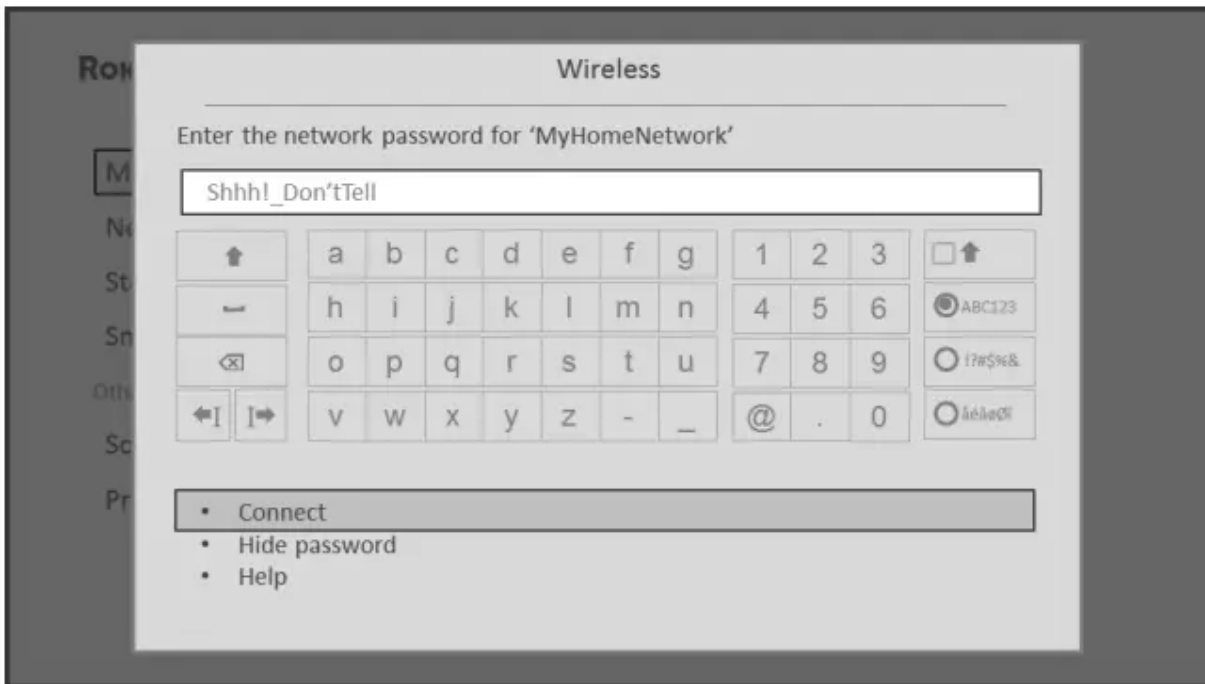 Wireless
Enter the network password for ‘MyHomeNetwork’
Shhh!_Don’tTell
a b c d e f g 1 2 3
h i j k l m n 4 5 6 ABC123
o p q r s t u 7 8 9
v w x y z - _ @ . 0
• Connect
• Hide password
• Help